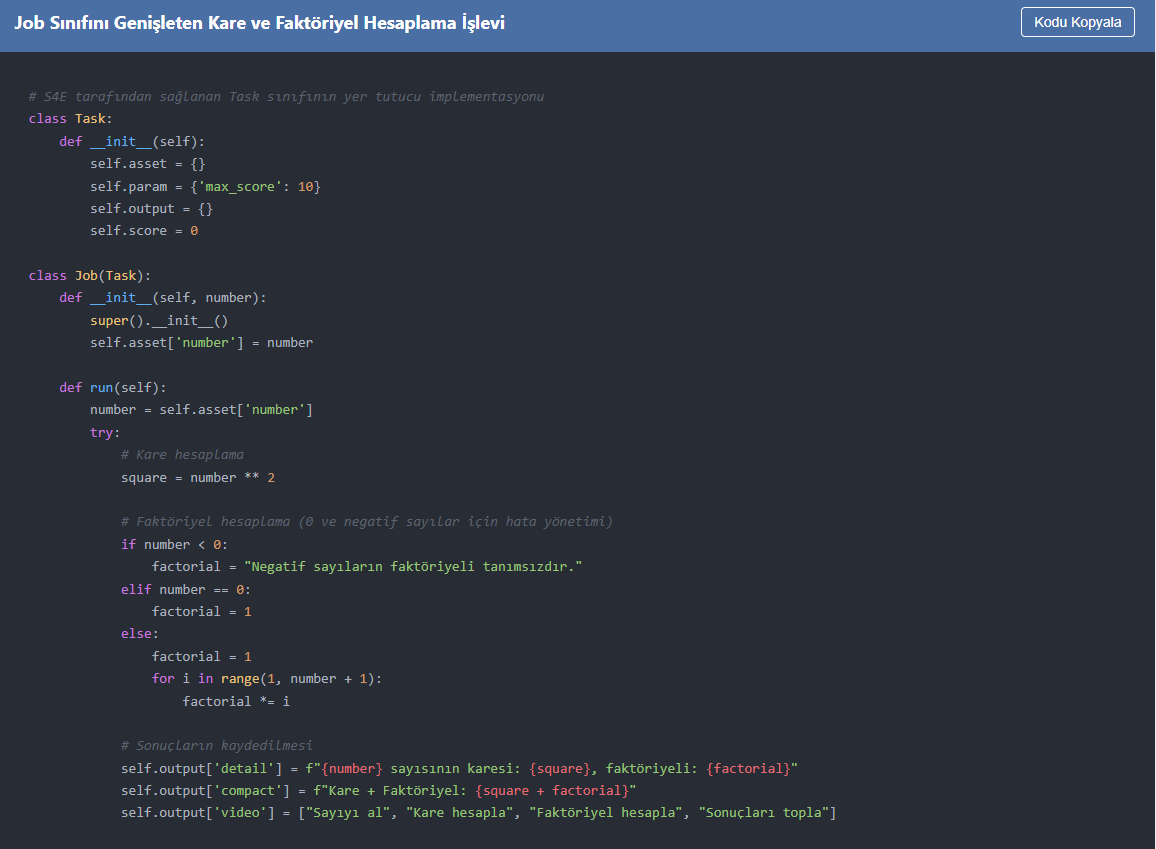 Job Sınıfını Genişleten Kare ve Faktöriyel Hesaplama İşlevi
Kodu Kopyala
# S4E tarafından sağlanan Task sınıfının yer tutucu implementasyonu
class Task:
    def __init__(self):
        self.asset = {}
        self.param = {'max_score': 10}
        self.output = {}
        self.score = 0
class Job(Task):
    def __init__(self, number):
        super().__init__()
        self.asset['number'] = number
    def run(self):
        number = self.asset['number']
        try:
            # Kare hesaplama
            square = number ** 2
            # Faktöriyel hesaplama (0 ve negatif sayılar için hata yönetimi)
            if number < 0:
                factorial = "Negatif sayıların faktöriyeli tanımsızdır."
            elif number == 0:
                factorial = 1
            else:
                factorial = 1
                for i in range(1, number + 1):
                    factorial *= i
            # Sonuçların kaydedilmesi
            self.output['detail'] = f"{number} sayısının karesi: {square}, faktöriyeli: {factorial}"
            self.output['compact'] = f"Kare + Faktöriyel: {square + factorial}"
            self.output['video'] = ["Sayıyı al", "Kare hesapla", "Faktöriyel hesapla", "Sonuçları topla"]